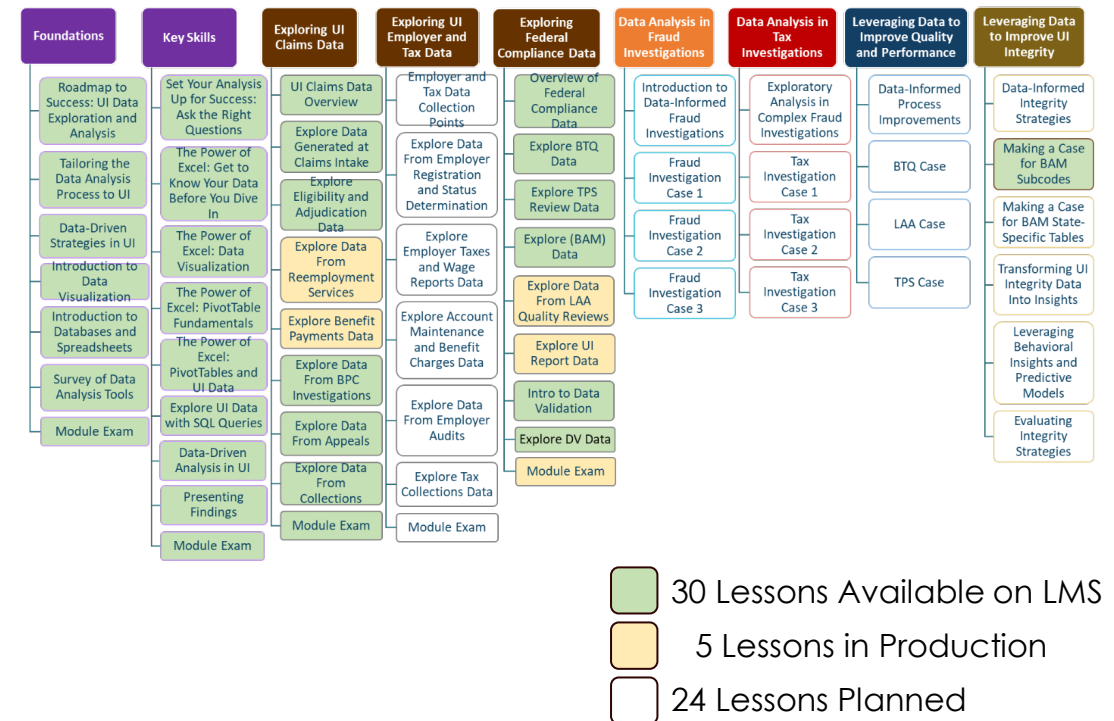 Foundations
Roadmap to
Success: UI Data
Exploration and
Analysis
Tailoring the
Data Analysis
Process to UI
Data-Driven
Strategies in UI
Introduction to
Data
Visualization
Introduction to
Databases and
Spreadsheets
Survey of Data
Analysis Tools
Module Exam
Key Skills
Set Your Analysis
Up for Success:
Ask the Right
Questions
The Power of
Excel: Get to
Know Your Data
Before You Dive
In
The Power of
Excel: Data
Visualization
The Power of
Excel: PivotTable
Fundamentals
The Power of
Excel:
PivotTables and
UI Data
Explore UI Data
with SQL Queries
Data-Driven
Analysis in UI
Presenting
Findings
Module Exam
Exploring UI
Claims Data
UI Claims Data
Overview
Explore Data
Generated at
Claims Intake
Explore
Eligibility and
Adjudication
Data
Explore Data
From
Reemployment
Services
Explore Benefit
Payments Data
Explore Data
From BPC
Investigations
Explore Data
From Appeals
Explore Data
From
Collections
Module Exam
Exploring UI
Employer and
Tax Data
Employer and
Tax Data
Collection
Points
Explore Data
From Employer
Registration
and Status
Determination
Explore
Employer Taxes
and Wage
Reports Data
Explore Account
Maintenance
and Benefit
Charges Data
Explore Data
From Employer
Audits
Explore Tax
Collections Data
Module Exam
Exploring
Federal
Compliance Data
Overview of
Federal
Compliance
Data
Explore BTQ
Data
Explore TPS
Review Data
Explore (BAM)
Data
Explore Data
From LAA
Quality Reviews
Explore UI
Report Data
Intro to Data
Validation
Explore DV Data
Module Exam
Data Analysis in
Fraud
Investigations
Introduction to
Data-Informed
Fraud
Investigations
Fraud
Investigation
Case 1
Fraud
Investigation
Case 2
Fraud
Investigation
Case 3
Data Analysis in
Tax
Investigations
Exploratory
Analysis in
Complex Fraud
Investigations
Tax
Investigation
Case 1
Tax
Investigation
Case 2
Tax
Investigation
Case 3
Leveraging Data to
Improve Quality
and Performance
Data-Informed
Process
Improvements
BTQ Case
LAA Case
TPS Case
Leveraging Data
to Improve UI
Integrity
Data-Informed
Integrity
Strategies
Making a Case
for BAM
Subcodes
Making a Case
for BAM State-
Specific Tables
Transforming UI
Integrity Data
Into Insights
Leveraging
Behavioral
Insights and
Predictive
Models
Evaluating
Integrity
Strategies
30 Lessons Available on LMS
5 Lessons in Production
24 Lessons Planned